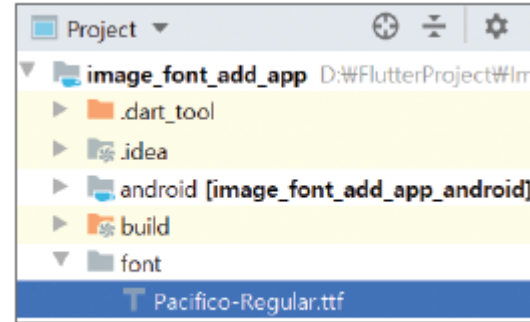 Project
image_font_add_app D:₩FlutterProject₩Im
.dart_tool
.idea
android [image_font_add_app_android]
build
font
Pacifico-Regular.ttf